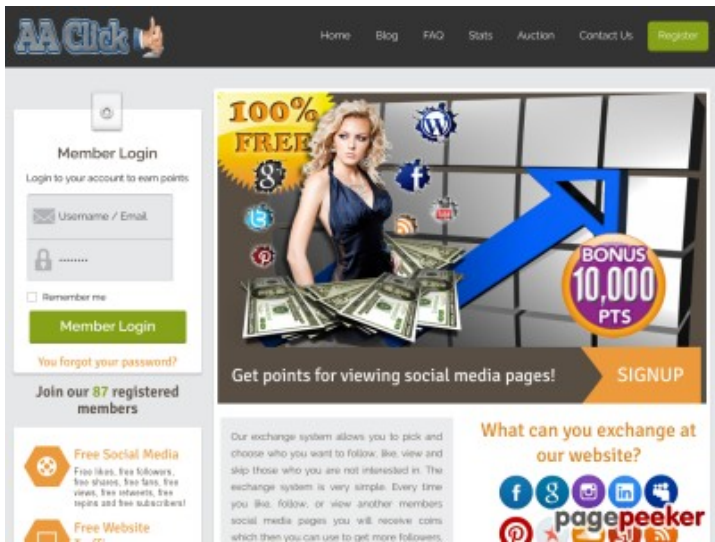 AA Click
Home Blog FAQ Stats Auction Contact Us Register
Member Login
Login to your account to earn points
Username / Email
Remember me
Member Login
You forgot your password?
Join our 87 registered
members
Free Social Media
Free likes, free followers,
free shares, free fans, free
views, free retweets, free
repins and free subscribers!
Free Website
100%
FREE
BONUS
10,000
PTS
Get points for viewing social media pages!
SIGNUP
Our exchange system allows you to pick and
choose who you want to follow, like, view and
skip those who you are not interested in. The
exchange system is very simple. Every time
you like, follow, or view another members
social media pages you will receive coins
which then you can use to get more followers,
What can you exchange at
our website?
pagepeeker